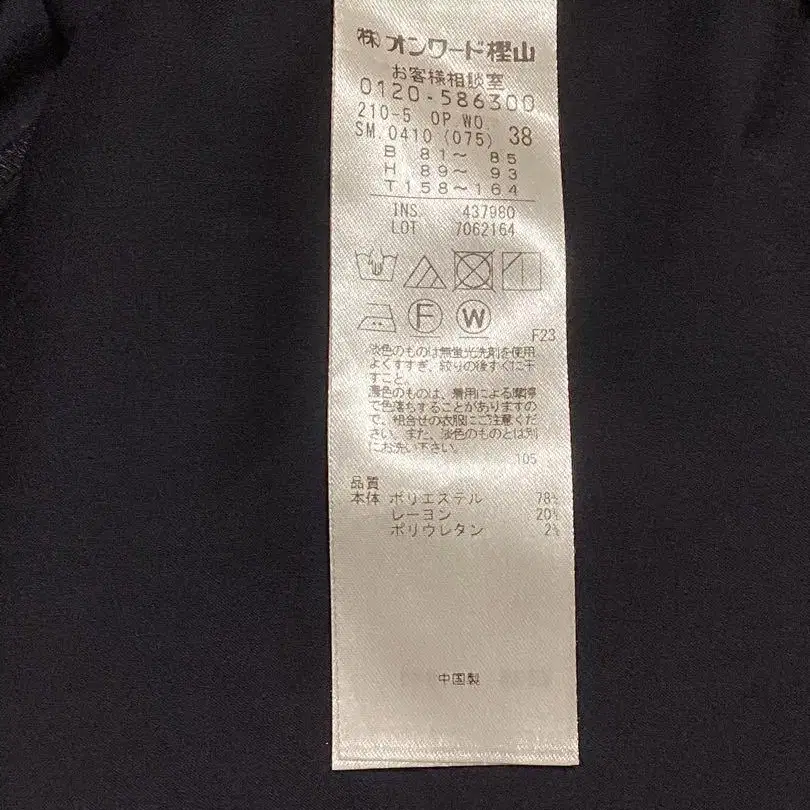 ㈱オンワード樫山
お客様相談室
0120-586300
210-5 OP WO.
SM.0410 (075) 38
B 81～ 85
H 89～ 93
T158～164
INS. 437980
LOT 7062164
F W
F23
淡色のものは無蛍光洗剤を使用
よくすすぎ、絞りの後すぐに干
すこと。
濃色のものは、着用による摩擦
で色落ちすることがありますの
で、組合せの衣服にご注意くだ
さい。また、淡色のものとは別
にお洗い下さい。
105
品質
本体 ポリエステル 78%
レーヨン 20%
ポリウレタン 2%
中国製